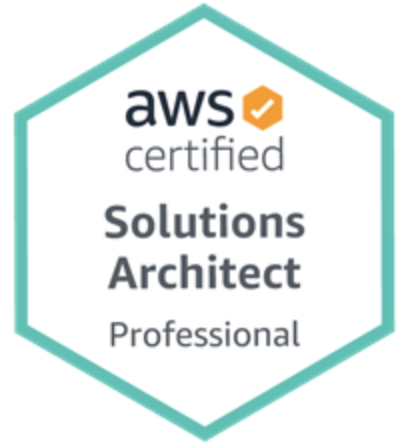 aws
certified
Solutions
Architect
Professional